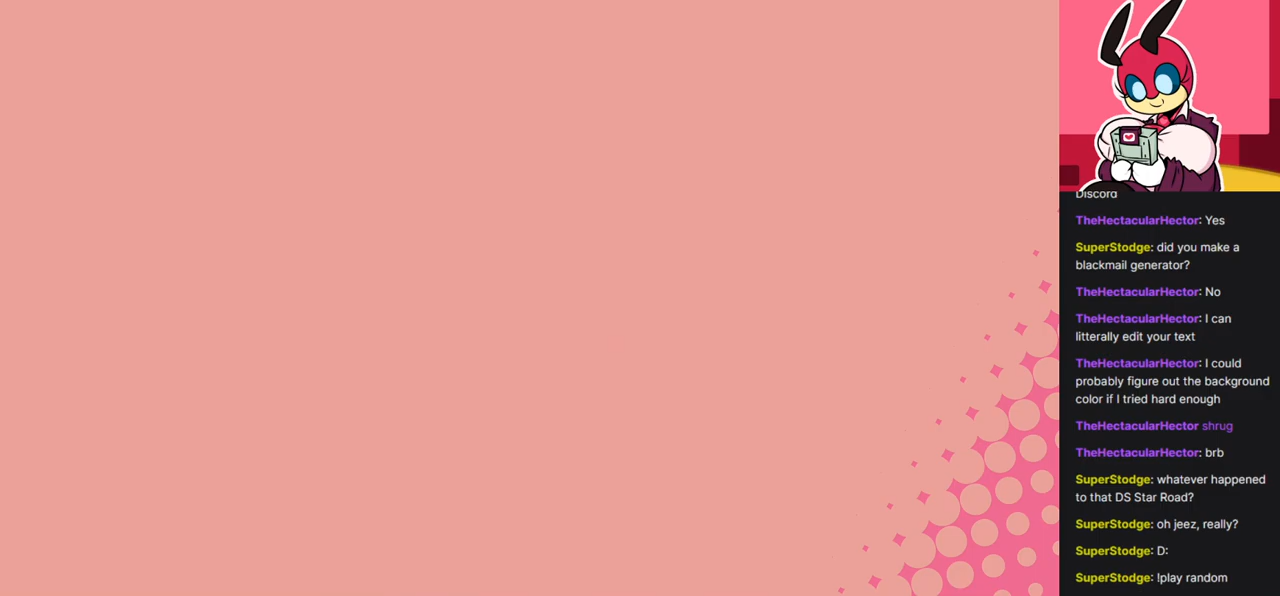 Discord
TheHectacularHector: Yes
SuperStodge: did you make a
blackmail generator?
TheHectacularHector: No
TheHectacularHector: I can
litterally edit your text
TheHectacularHector: I could
probably figure out the background
color if I tried hard enough
TheHectacularHector shrug
TheHectacularHector: brb
SuperStodge: whatever happened
to that DS Star Road?
SuperStodge: oh jeez, really?
SuperStodge: D:
SuperStodge: !play random